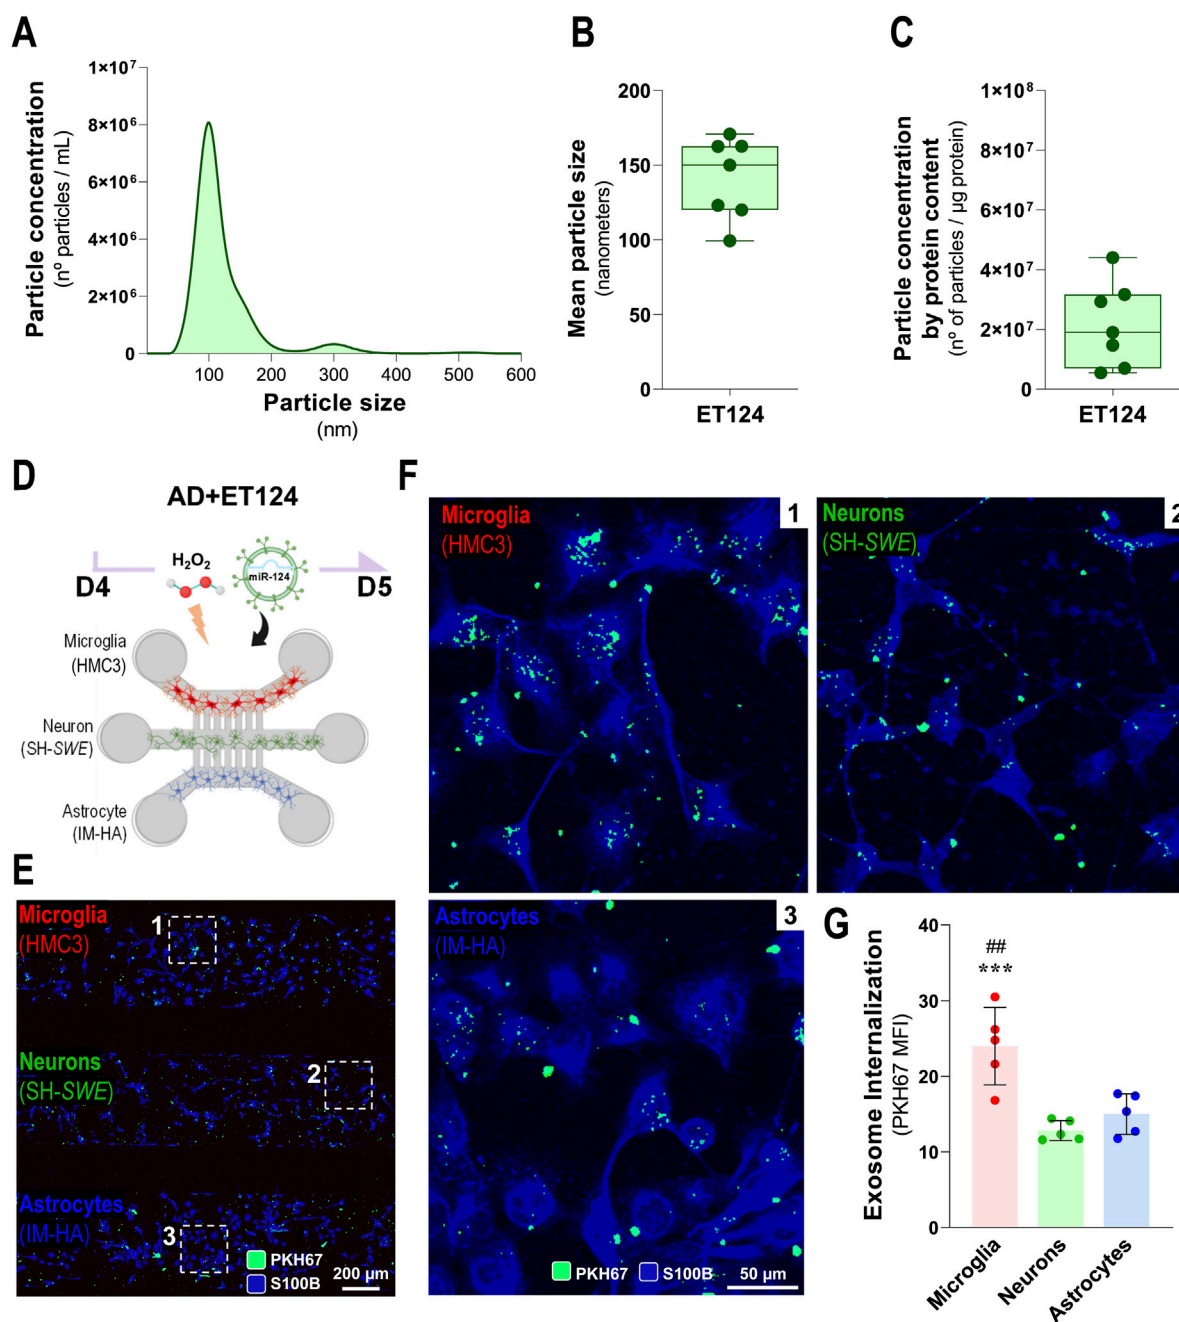 A
Particle concentration
(nº particles / mL)
1×10⁷
8×10⁶
6×10⁶
4×10⁶
2×10⁶
0
100
200
300
400
500
600
Particle size
(nm)
B
Mean particle size
(nanometers)
200
150
100
50
0
ET124
C
Particle concentration
by protein content
(nº of particles / µg protein)
1×10⁸
8×10⁷
6×10⁷
4×10⁷
2×10⁷
0
ET124
D
AD+ET124
H₂O₂
miR-124
D4
D5
Microglia
(HMC3)
Neuron
(SH-SWE)
Astrocyte
(IM-HA)
E
Microglia
(HMC3)
1
Neurons
(SH-SWE)
2
Astrocytes
(IM-HA)
3
PKH67
S100B
200 µm
F
Microglia
(HMC3)
1
Neurons
(SH-SWE)
2
Astrocytes
(IM-HA)
3
PKH67
S100B
50 µm
G
Exosome Internalization
(PKH67 MFI)
40
30
20
10
0
##
***
Microglia
Neurons
Astrocytes